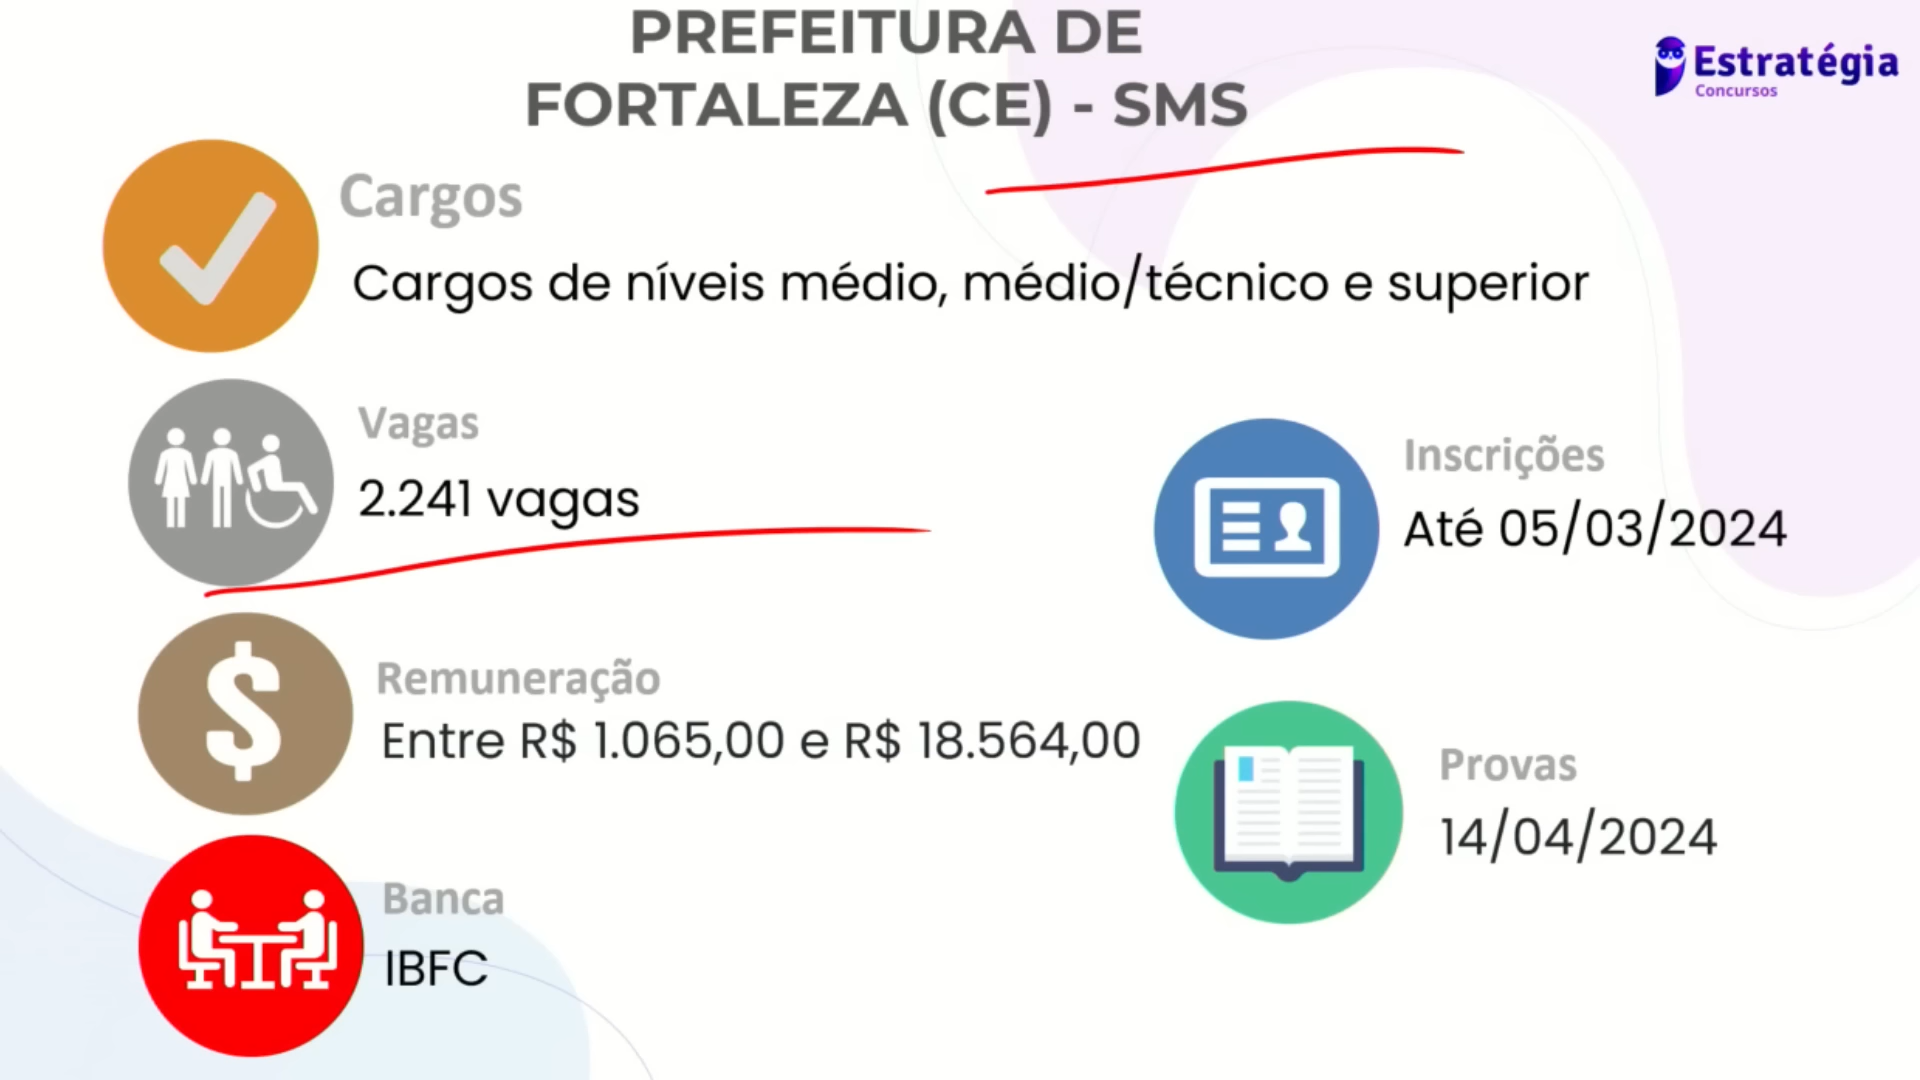 PREFEITURA DE
FORTALEZA (CE) - SMS
Estratégia
Concursos
Cargos
Cargos de níveis médio, médio/técnico e superior
Vagas
2.241 vagas
Inscrições
Até 05/03/2024
Remuneração
Entre R$ 1.065,00 e R$ 18.564,00
Provas
14/04/2024
Banca
IBFC